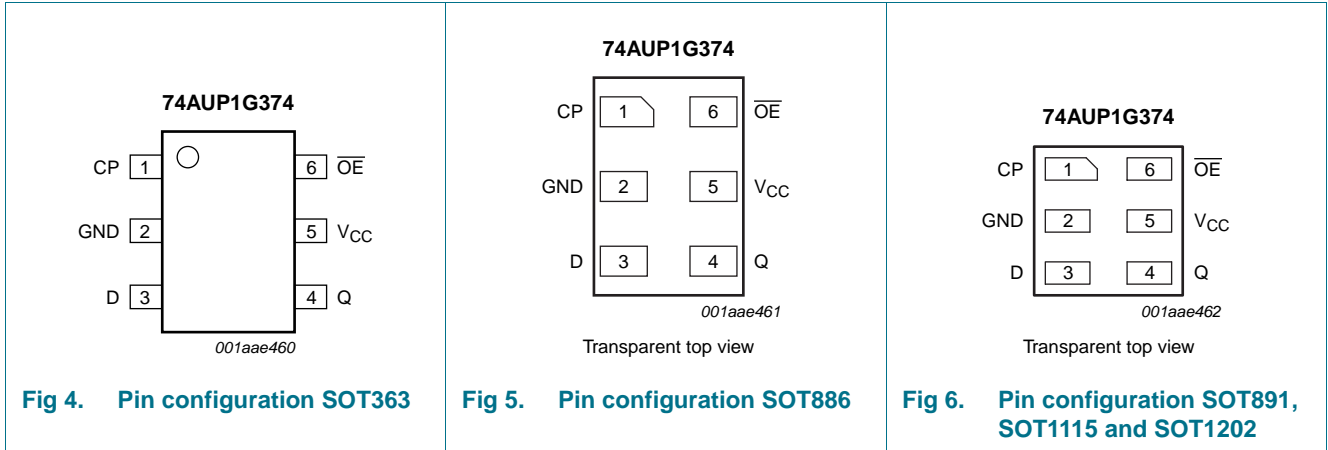 74AUP1G374
CP 1 6 O̅E̅
GND 2 5 VCC
D 3 4 Q
001aae460
Fig 4. Pin configuration SOT363
74AUP1G374
CP 1 6 O̅E̅
GND 2 5 VCC
D 3 4 Q
001aae461
Transparent top view
Fig 5. Pin configuration SOT886
74AUP1G374
CP 1 6 O̅E̅
GND 2 5 VCC
D 3 4 Q
001aae462
Transparent top view
Fig 6. Pin configuration SOT891,
SOT1115 and SOT1202